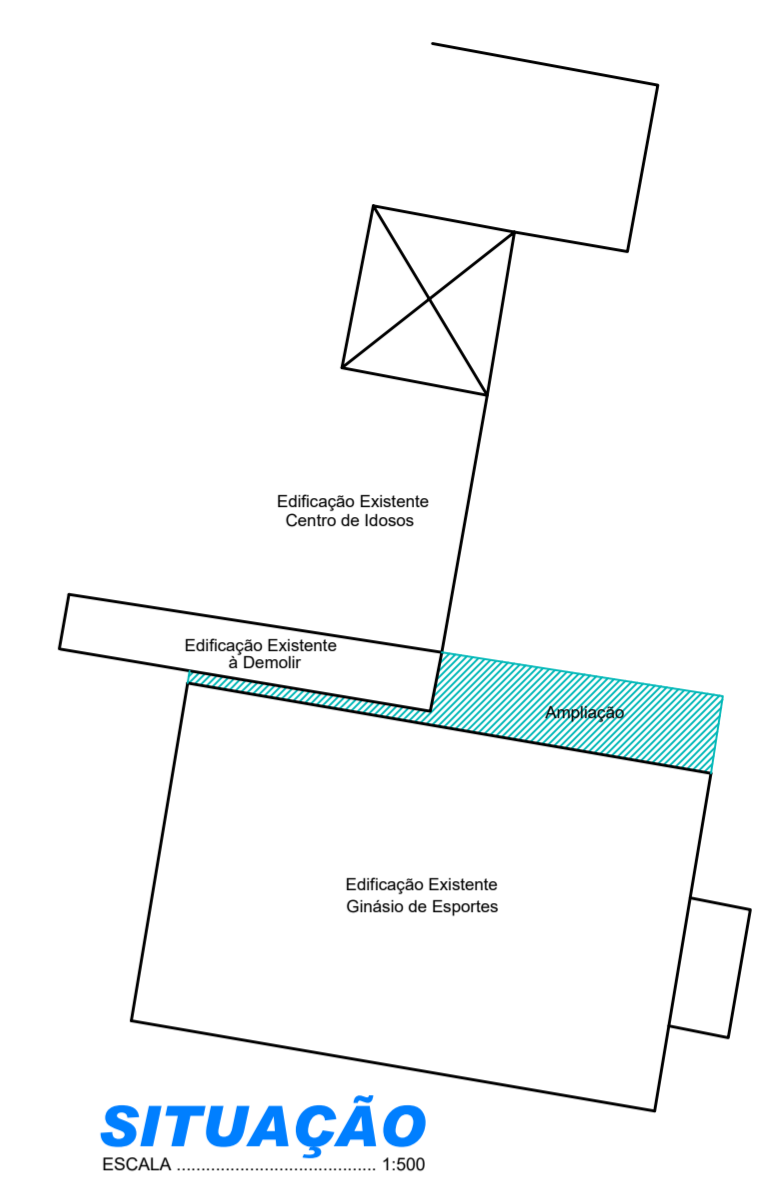 Edificação Existente
Centro de Idosos
Edificação Existente
à Demolir
Ampliação
Edificação Existente
Ginásio de Esportes
SITUAÇÃO
ESCALA ......................................... 1:500